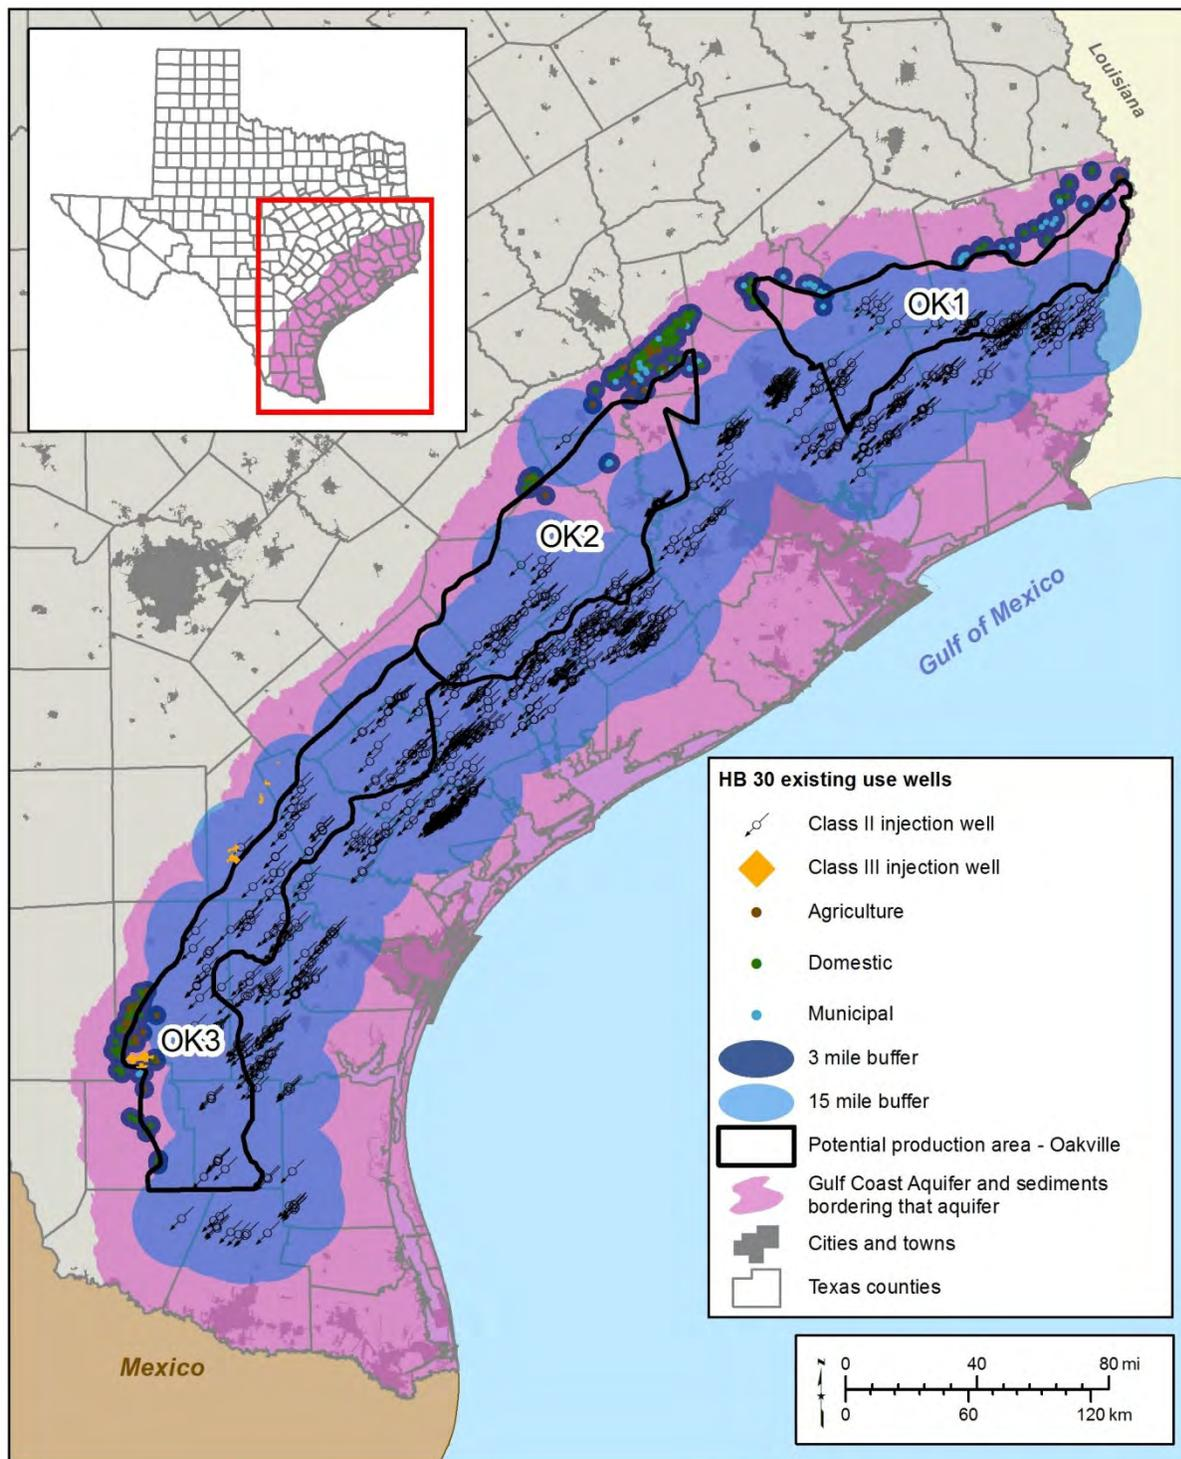 Louisiana
OK1
OK2
Gulf of Mexico
OK3
Mexico
HB 30 existing use wells
Class II injection well
Class III injection well
Agriculture
Domestic
Municipal
3 mile buffer
15 mile buffer
Potential production area - Oakville
Gulf Coast Aquifer and sediments
bordering that aquifer
Cities and towns
Texas counties
N
0 40 80 mi
0 60 120 km